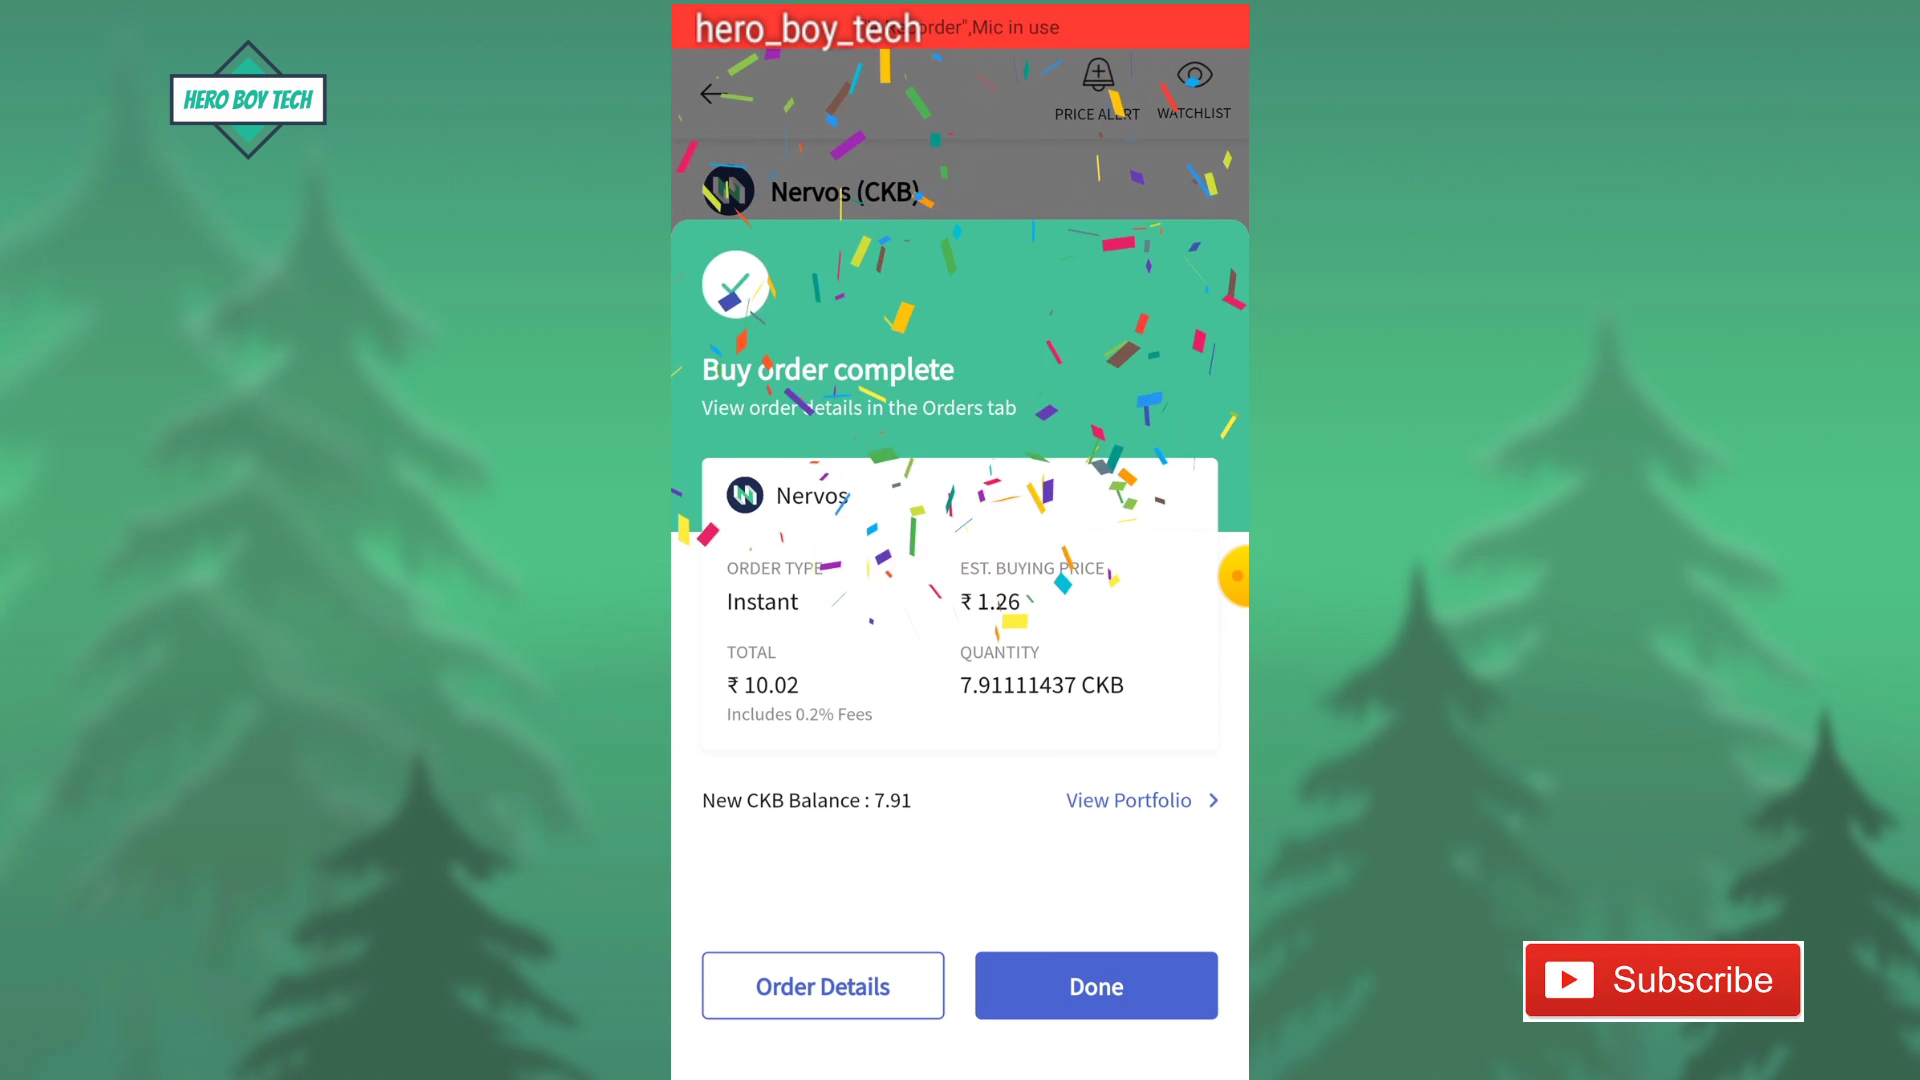 hero_boy_tech
order",Mic in use
HERO BOY TECH
PRICE ALERT
WATCHLIST
Nervos (CKB)
Buy order complete
View order details in the Orders tab
Nervos
ORDER TYPE
EST. BUYING PRICE
Instant
₹ 1.26
TOTAL
QUANTITY
₹ 10.02
7.91111437 CKB
Includes 0.2% Fees
New CKB Balance : 7.91
View Portfolio
Order Details
Done
Subscribe